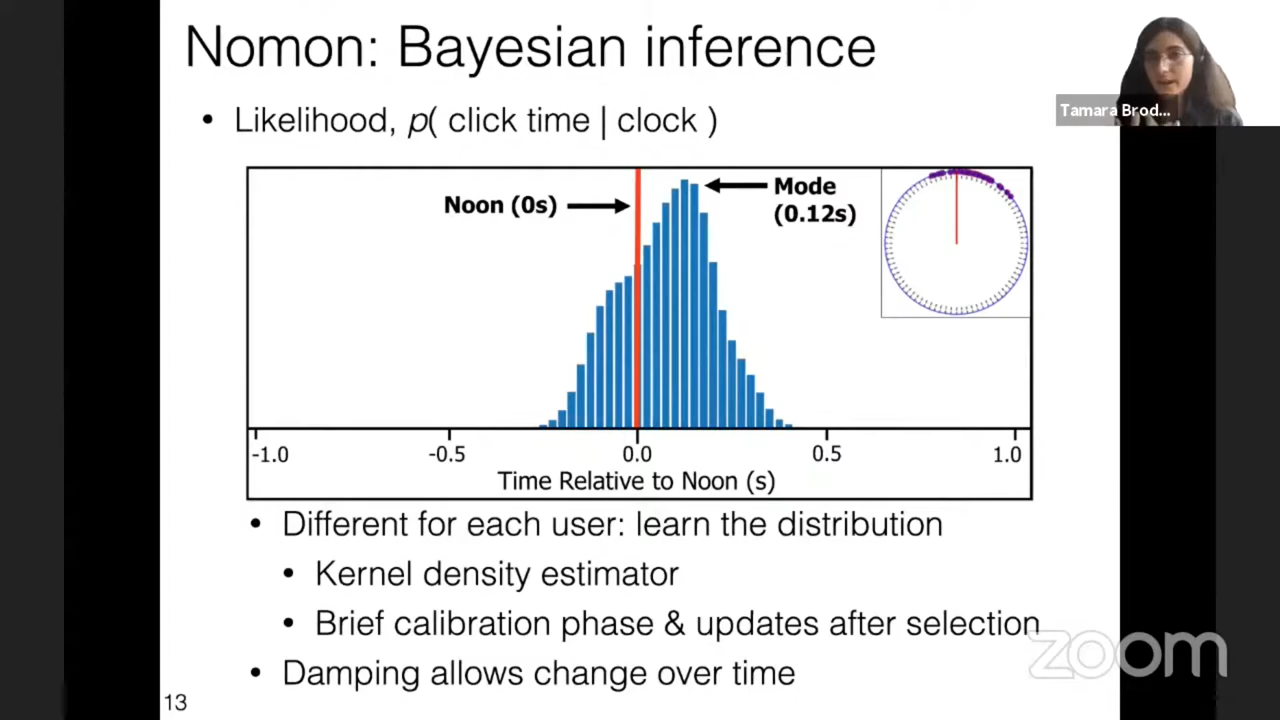 Nomon: Bayesian inference
Tamara Brod...
• Likelihood, p( click time | clock )
Noon (0s)
Mode
(0.12s)
-1.0 -0.5 0.0 0.5 1.0
Time Relative to Noon (s)
• Different for each user: learn the distribution
• Kernel density estimator
• Brief calibration phase & updates after selection
• Damping allows change over time
zoom
13